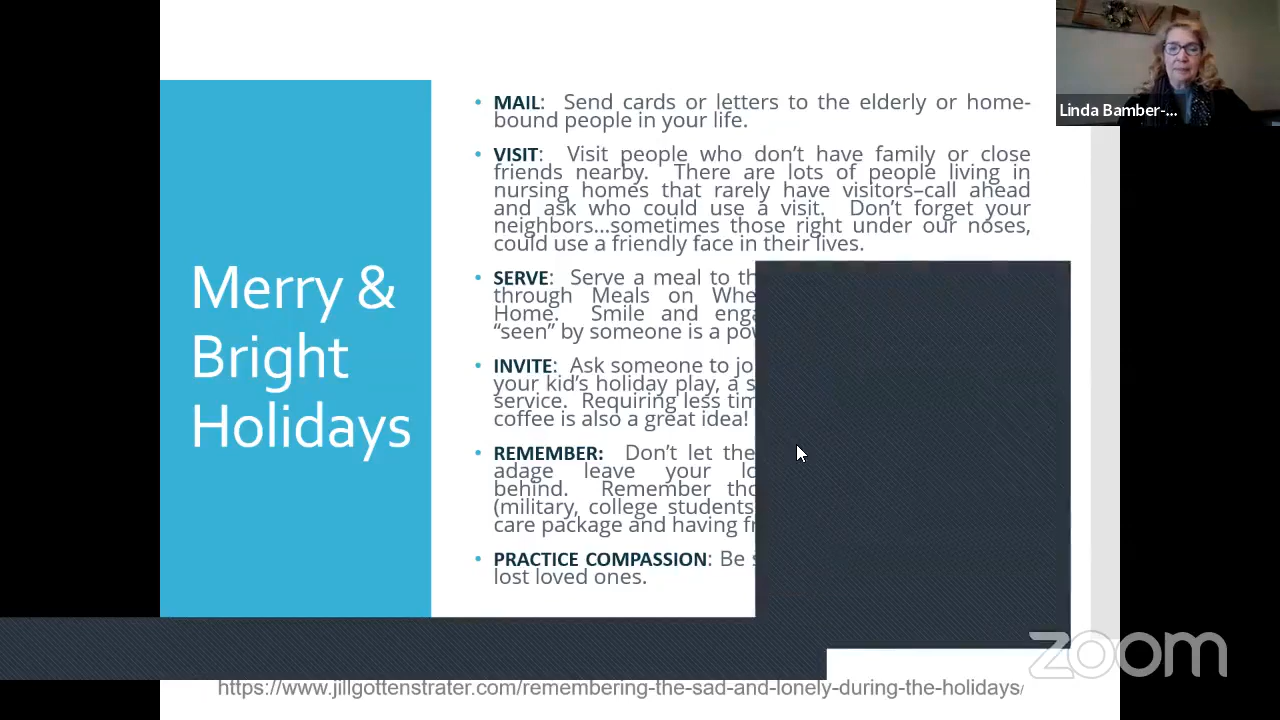 LOVE
Linda Bamber-...
Merry &
Bright
Holidays
• MAIL: Send cards or letters to the elderly or home-
bound people in your life.
• VISIT: Visit people who don't have family or close
friends nearby. There are lots of people living in
nursing homes that rarely have visitors–call ahead
and ask who could use a visit. Don't forget your
neighbors...sometimes those right under our noses,
could use a friendly face in their lives.
• SERVE: Serve a meal to th
through Meals on Whe
Home. Smile and eng
"seen" by someone is a po
• INVITE: Ask someone to jo
your kid's holiday play, a s
service. Requiring less tim
coffee is also a great idea!
• REMEMBER: Don't let the
adage leave your lo
behind. Remember tho
(military, college students
care package and having fr
• PRACTICE COMPASSION: Be s
lost loved ones.
zoom
https://www.jillgottenstrater.com/remembering-the-sad-and-lonely-during-the-holidays/